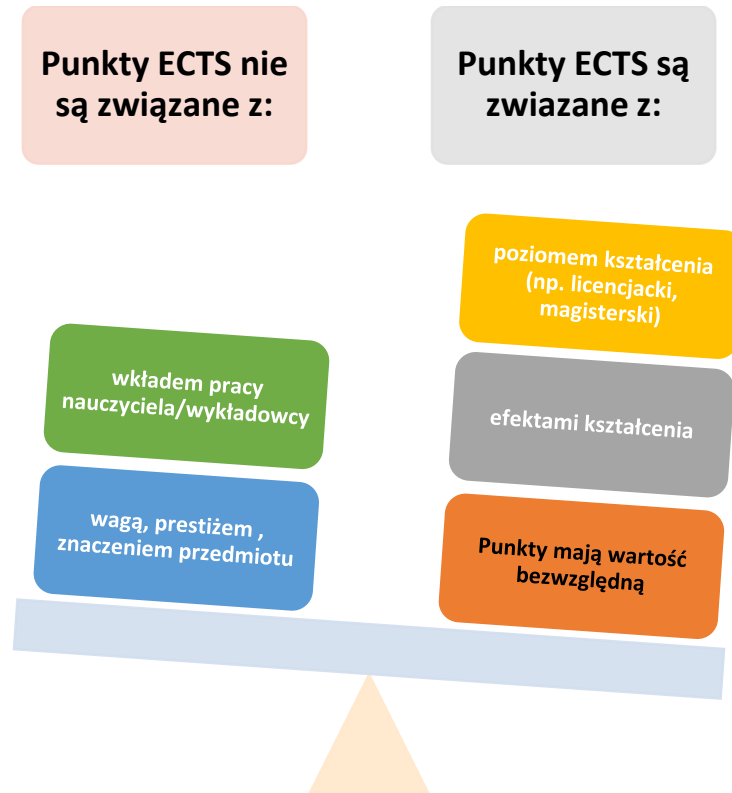 Punkty ECTS nie
są związane z:
Punkty ECTS są
zwiazane z:
wkładem pracy
nauczyciela/wykładowcy
wagą, prestiżem ,
znaczeniem przedmiotu
poziomem kształcenia
(np. licencjacki,
magisterski)
efektami kształcenia
Punkty mają wartość
bezwzględną